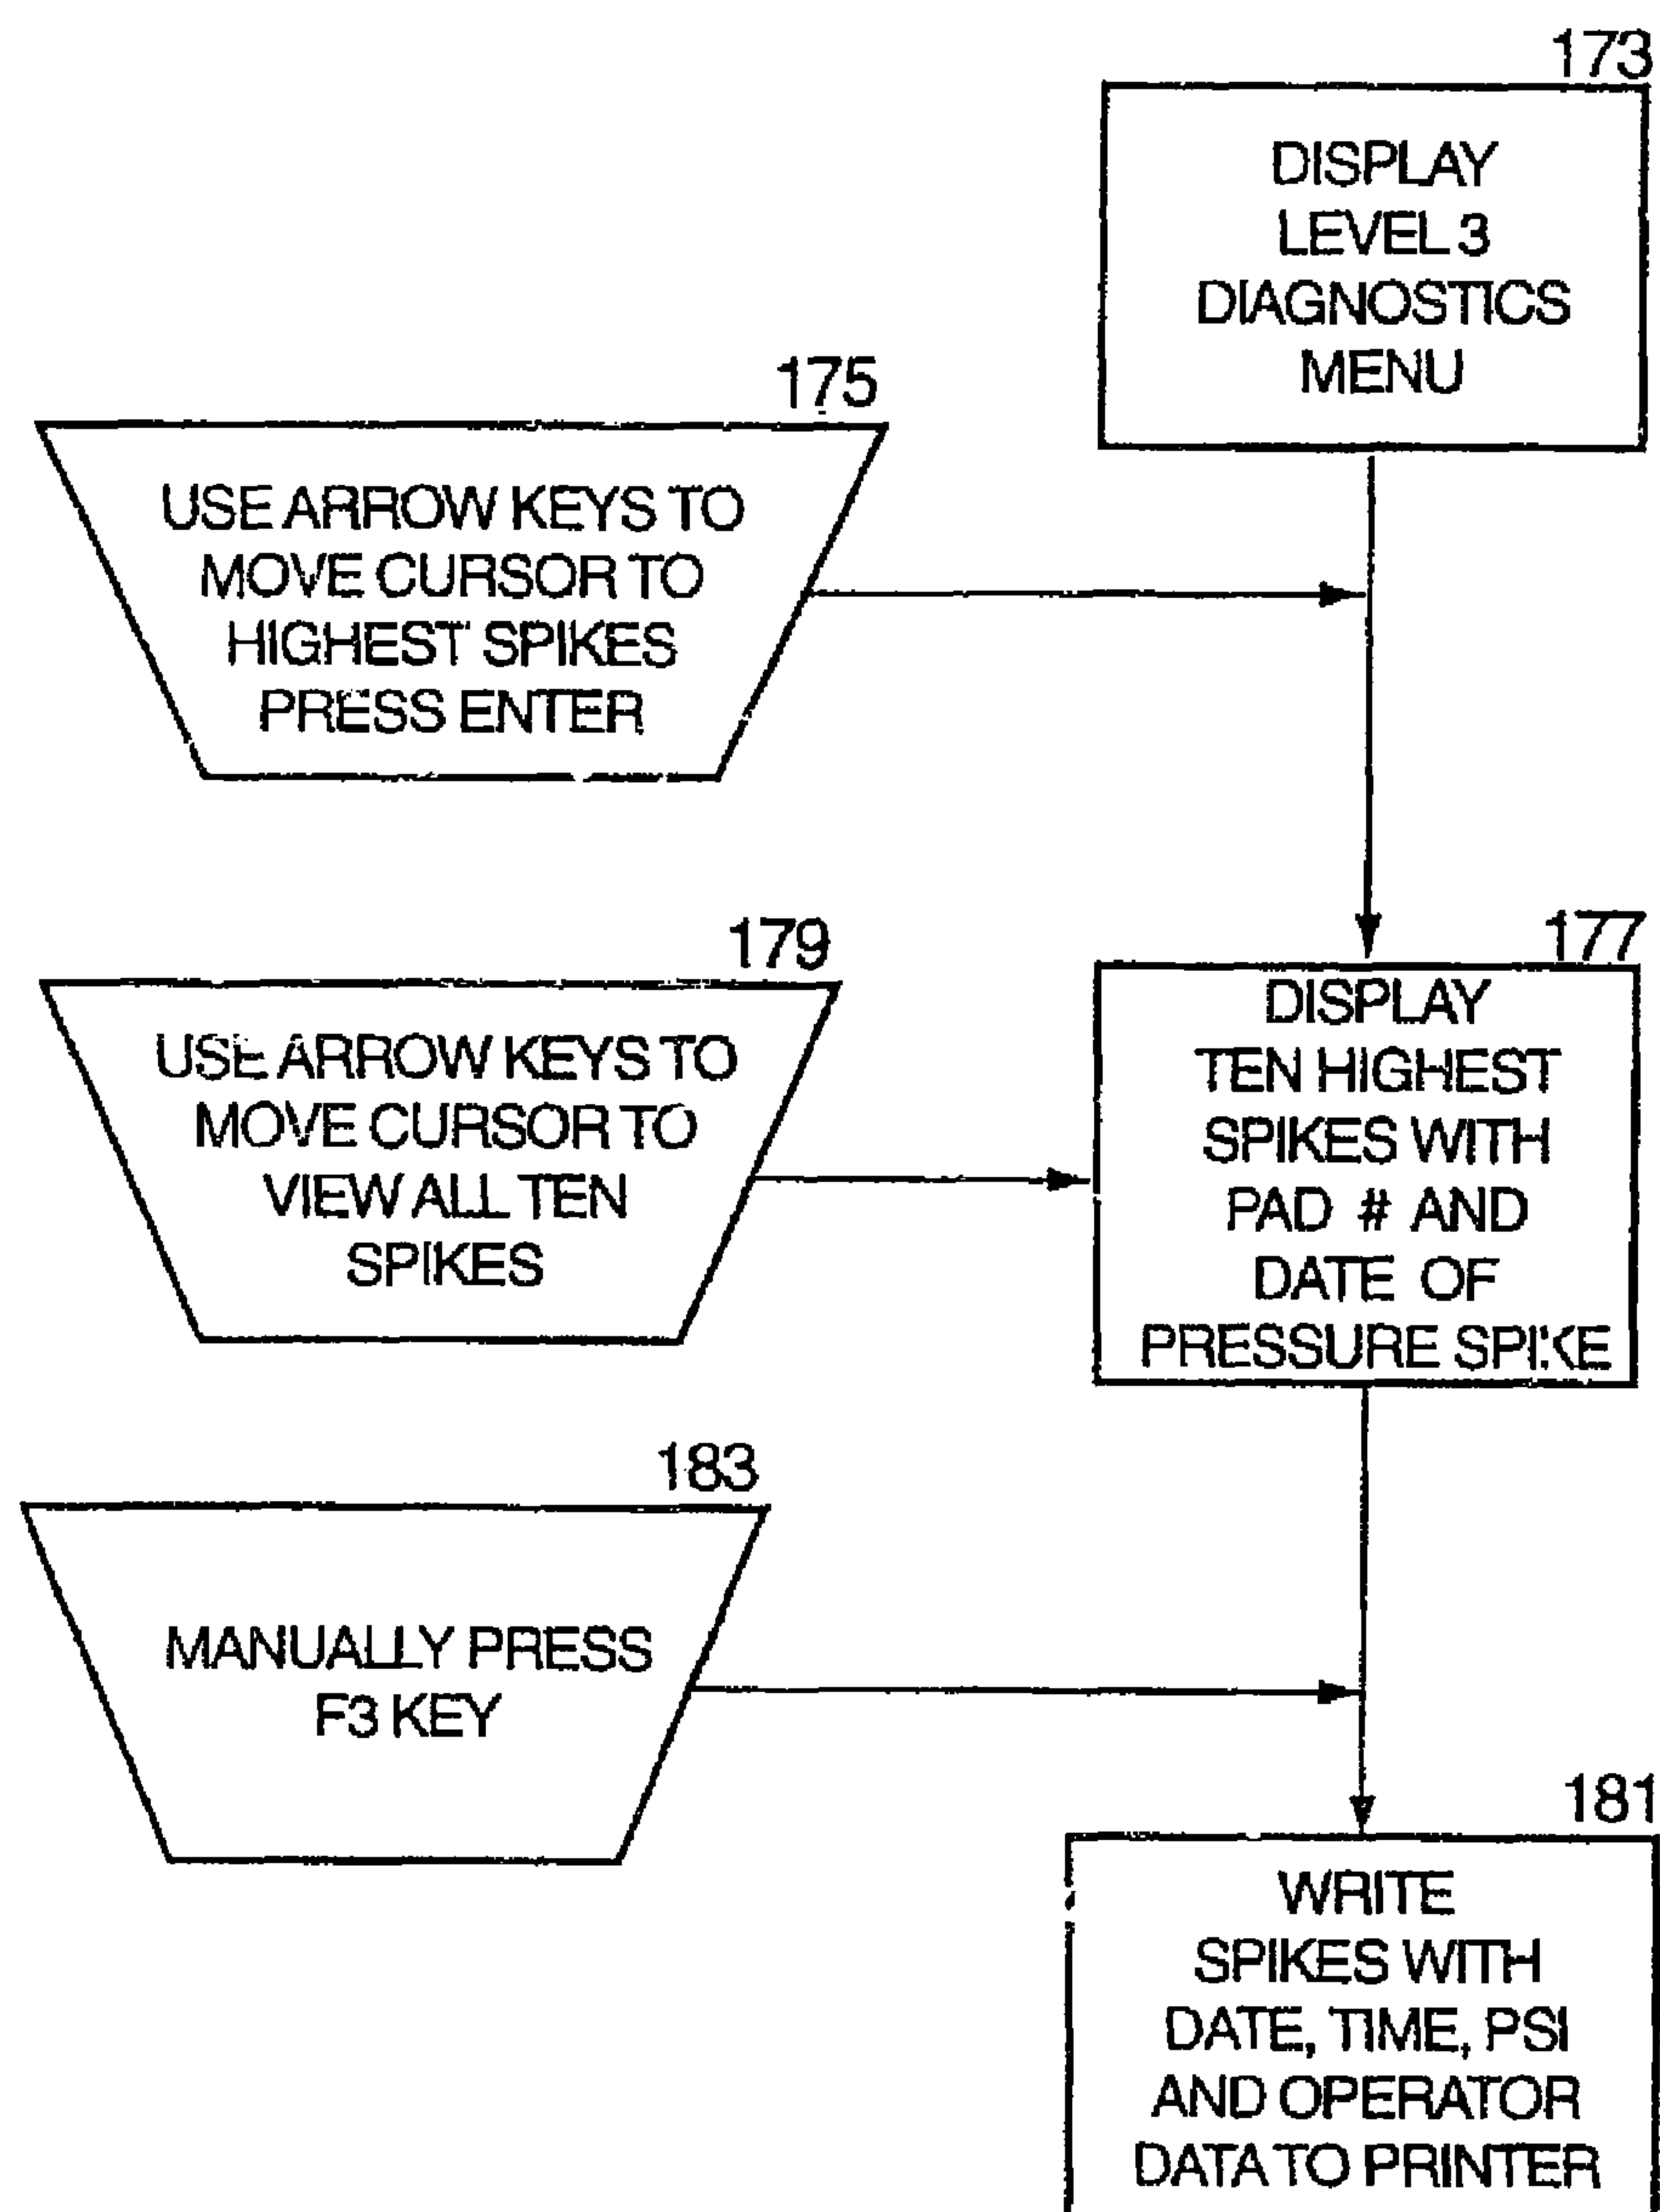 173
DISPLAY
LEVEL 3
DIAGNOSTICS
MENU
175
USE ARROW KEYS TO
MOVE CURSOR TO
HIGHEST SPIKES
PRESS ENTER
177
DISPLAY
TEN HIGHEST
SPIKES WITH
PAD # AND
DATE OF
PRESSURE SPIKE
179
USE ARROW KEYS TO
MOVE CURSOR TO
VIEW ALL TEN
SPIKES
183
MANUALLY PRESS
F3 KEY
181
WRITE
SPIKES WITH
DATE, TIME, PSI
AND OPERATOR
DATA TO PRINTER